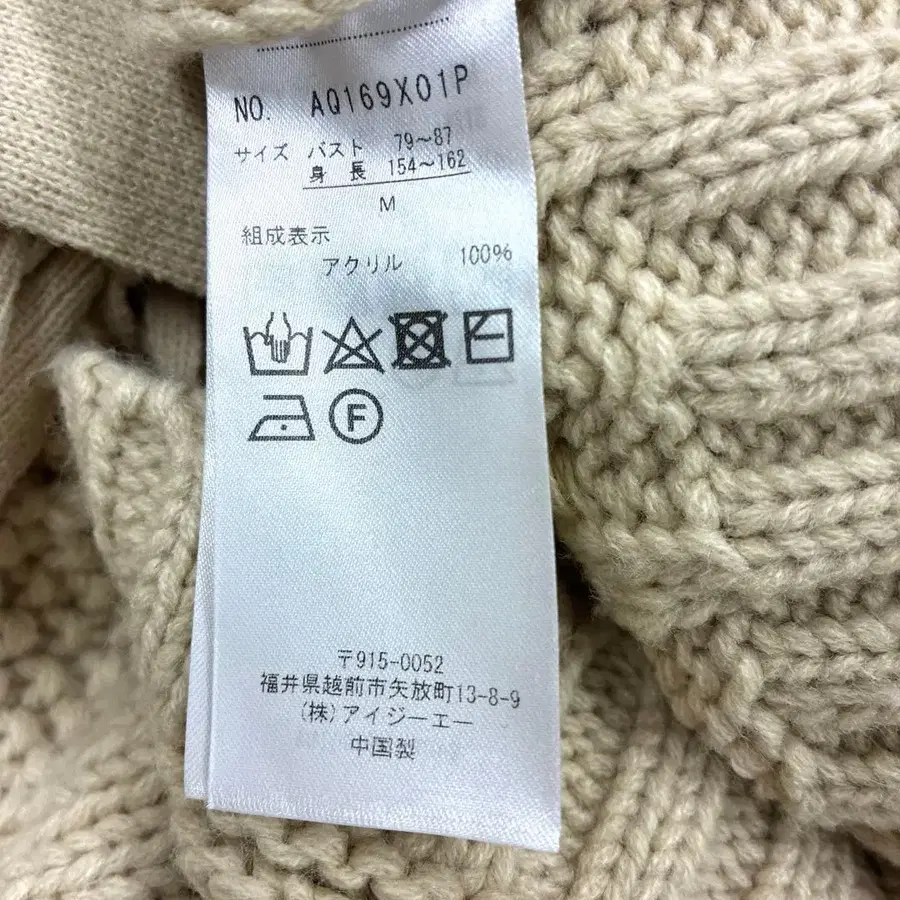 NO. AQ169X01P
サイズ バスト 79～87
身長 154～162
M
組成表示
アクリル 100%
F
〒915-0052
福井県越前市矢放町13-8-9
(株)アイジーエー
中国製